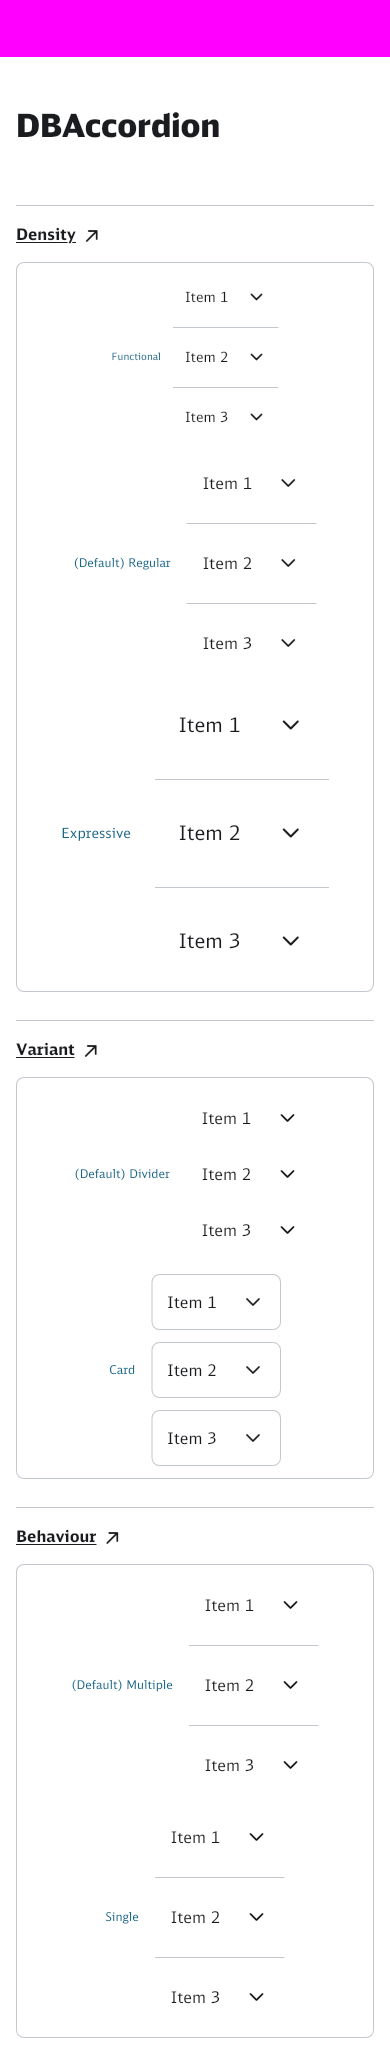 DBAccordion
Density
Item 1
Functional
Item 2
Item 3
Item 1
(Default) Regular
Item 2
Item 3
Item 1
Expressive
Item 2
Item 3
Variant
Item 1
(Default) Divider
Item 2
Item 3
Item 1
Card
Item 2
Item 3
Behaviour
Item 1
(Default) Multiple
Item 2
Item 3
Item 1
Single
Item 2
Item 3